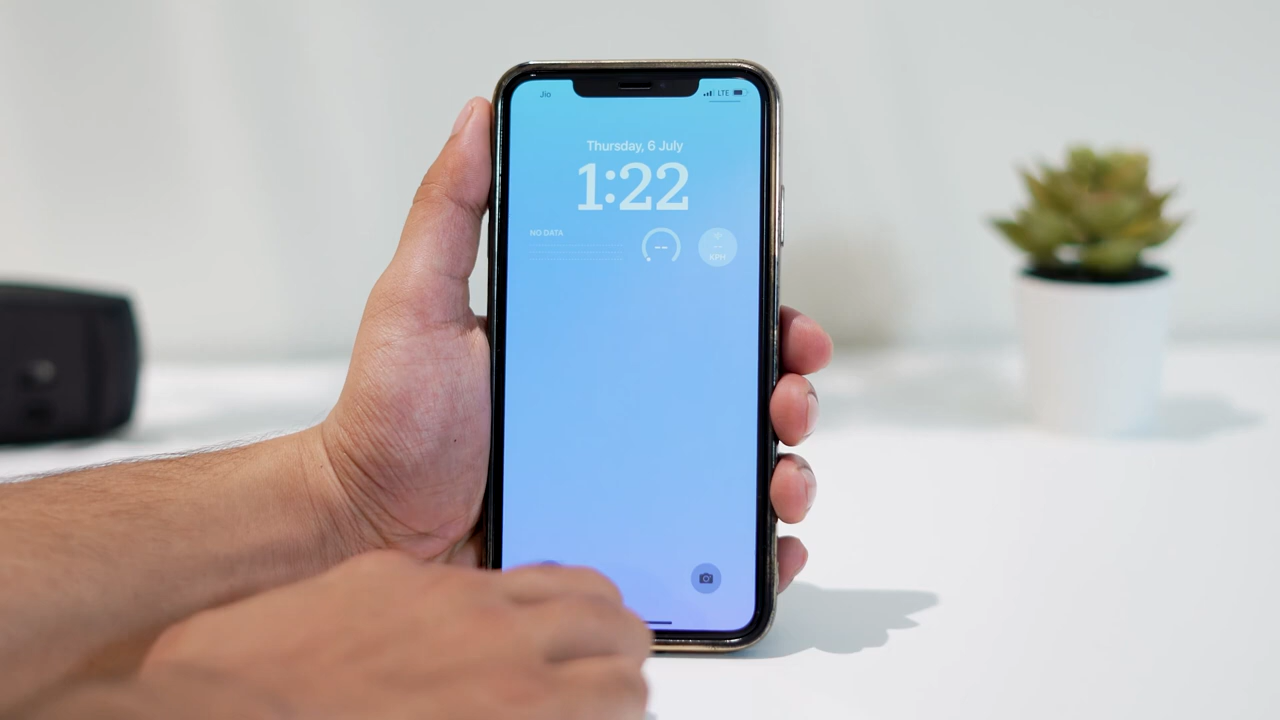 Jio LTE
Thursday, 6 July
1:22
NO DATA
--
--
KPH